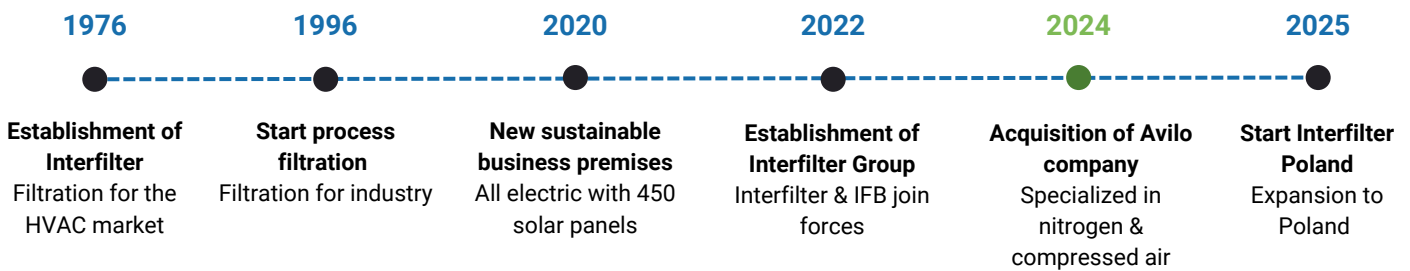 1976
Establishment of
Interfilter
Filtration for the
HVAC market
1996
Start process
filtration
Filtration for industry
2020
New sustainable
business premises
All electric with 450
solar panels
2022
Establishment of
Interfilter Group
Interfilter & IFB join
forces
2024
Acquisition of Avilo
company
Specialized in
nitrogen &
compressed air
2025
Start Interfilter
Poland
Expansion to
Poland